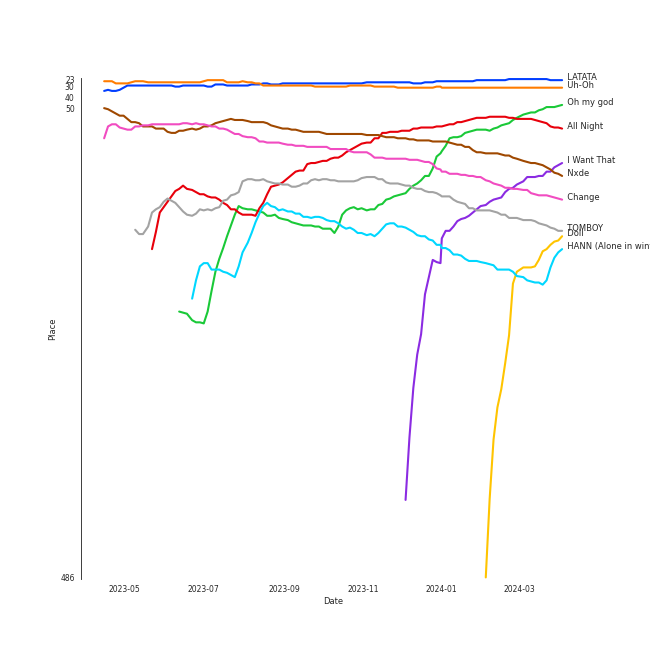 23
30
40
50
486
Place
2023-05
2023-07
2023-09
2023-11
2024-01
2024-03
Date
LATATA
Uh-Oh
Oh my god
All Night
I Want That
Nxde
Change
TOMBOY
Doll
HANN (Alone in win